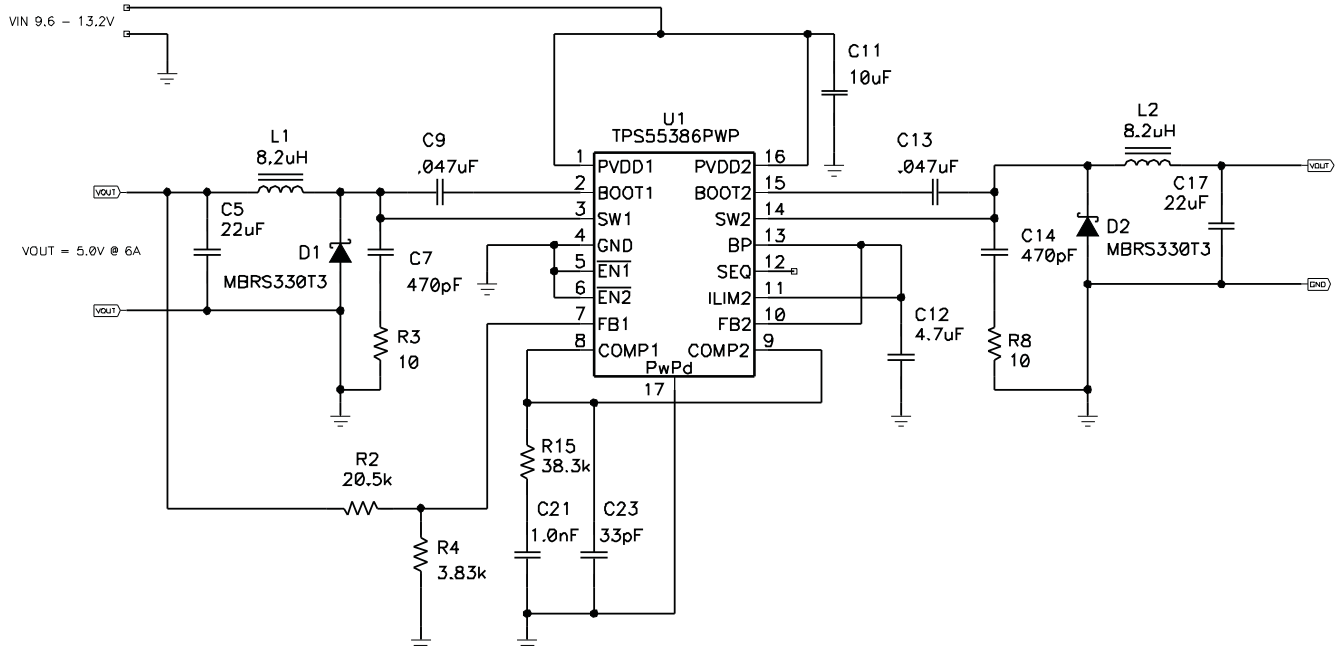 VIN 9.6 - 13.2V
C11
10uF
U1
TPS55386PWP
L1
8.2uH
C9
.047uF
C13
.047uF
L2
8.2uH
1 PVDD1 PVDD2 16
2 BOOT1 BOOT2 15
3 SW1 SW2 14
4 GND BP 13
5 EN1 SEQ 12
6 EN2 ILIM2 11
7 FB1 FB2 10
8 COMP1 COMP2 9
PwPd
17
VOUT
C5
22uF
VOUT = 5.0V @ 6A
D1
MBRS330T3
C7
470pF
VOUT
R3
10
C12
4.7uF
C14
470pF
R8
10
D2
MBRS330T3
C17
22uF
VOUT
GND
R2
20.5k
R4
3.83k
R15
38.3k
C21
1.0nF
C23
33pF